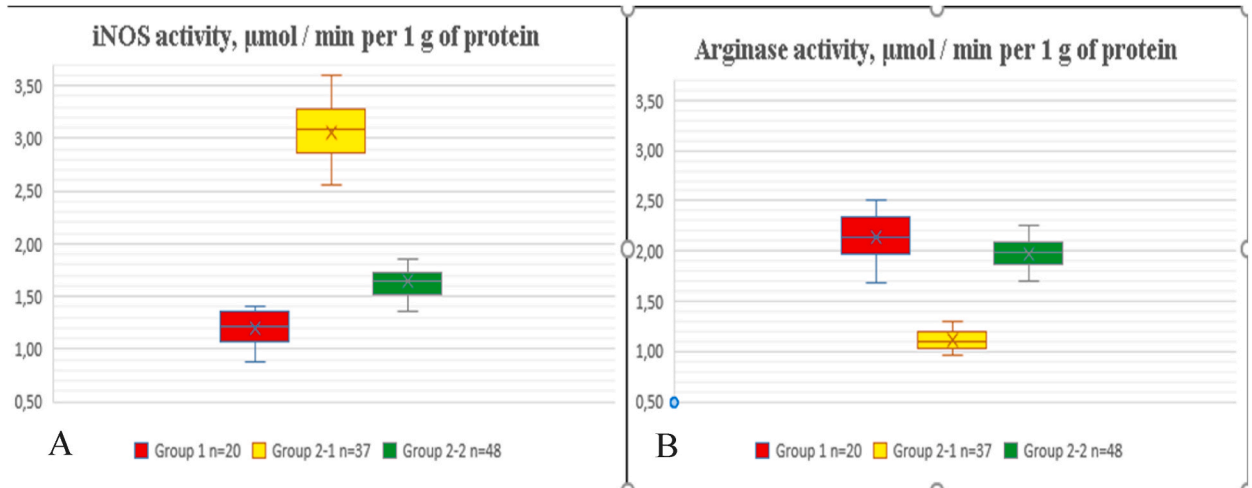 iNOS activity, μmol / min per 1 g of protein
3,50
3,00
2,50
2,00
1,50
1,00
0,50
A
Group 1 n=20 Group 2-1 n=37 Group 2-2 n=48
Arginase activity, μmol / min per 1 g of protein
3,50
3,00
2,50
2,00
1,50
1,00
0,50
B
Group 1 n=20 Group 2-1 n=37 Group 2-2 n=48